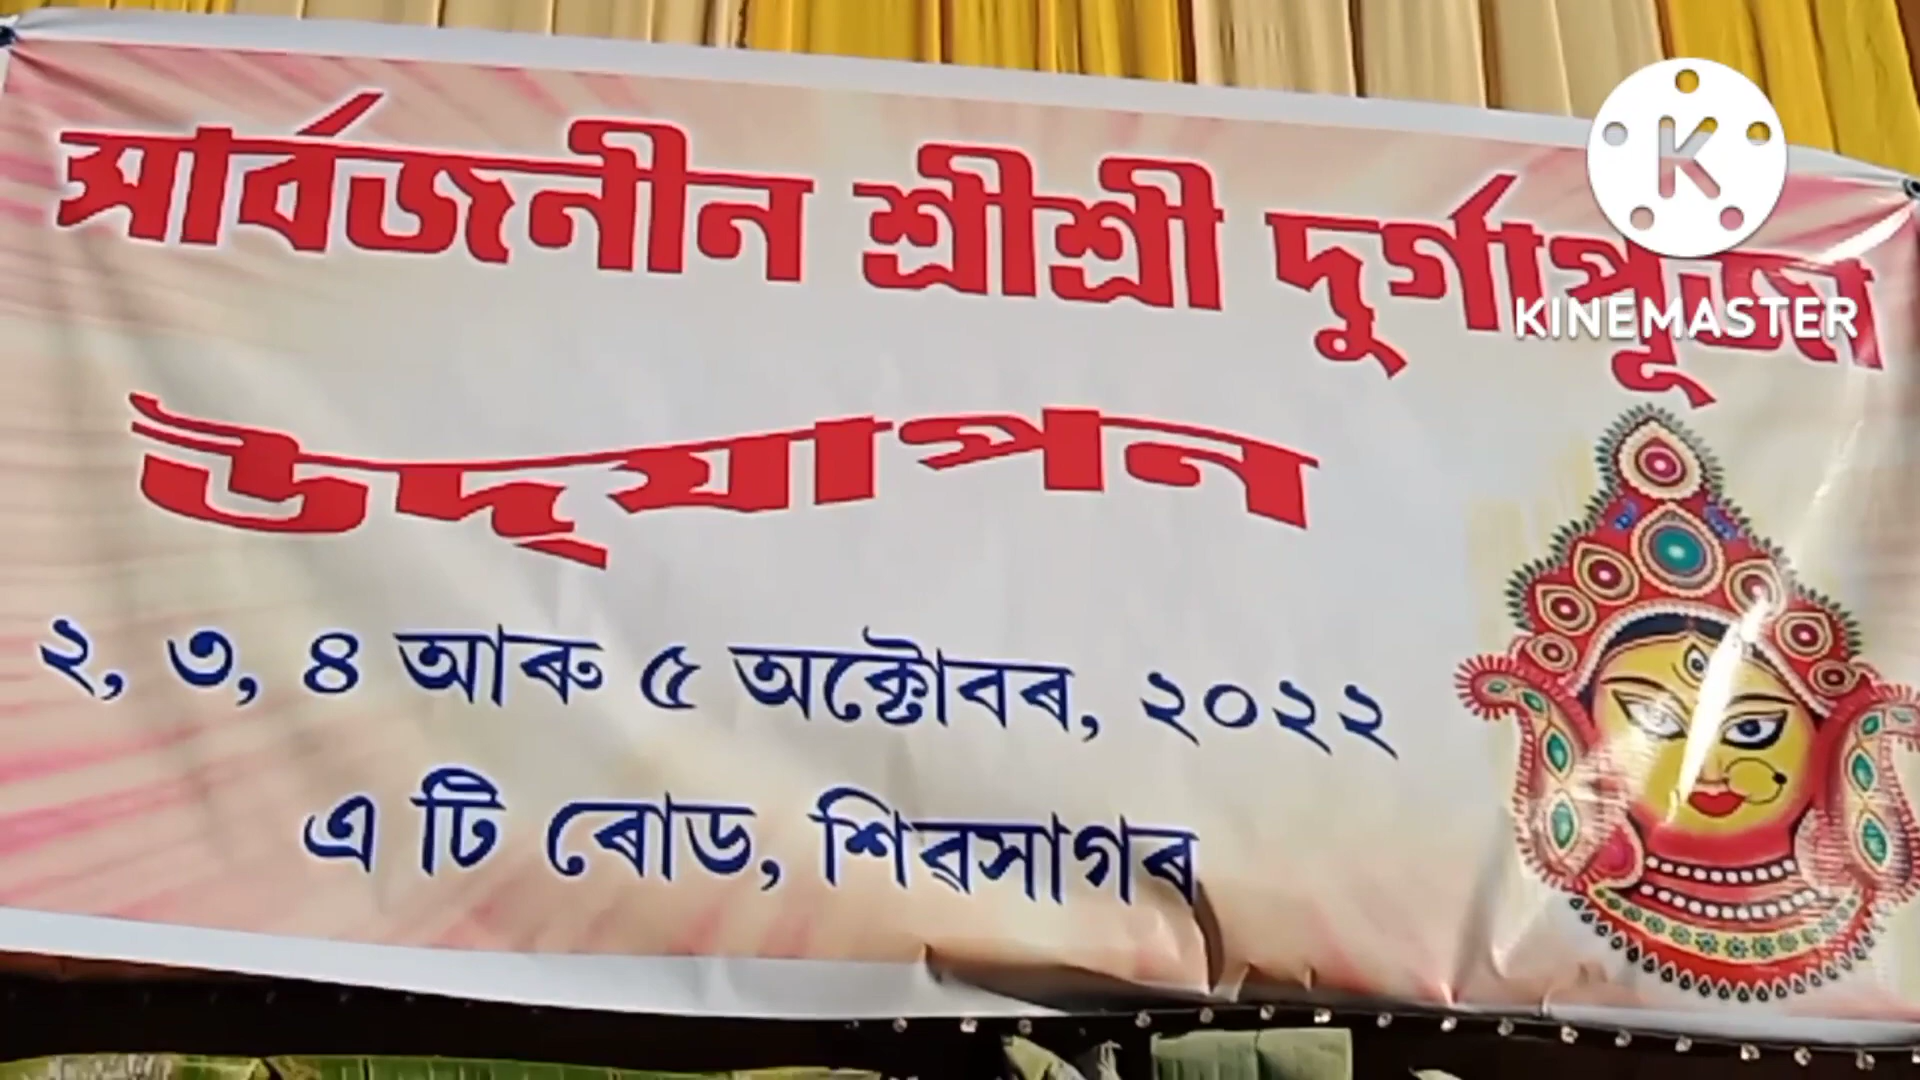 সাৰ্বজনীন শ্ৰীশ্ৰী দুৰ্গাপূজা
উদ্‌যাপন
২, ৩, ৪ আৰু ৫ অক্টোবৰ, ২০২২
এ টি ৰোড, শিৱসাগৰ
K
KINEMASTER